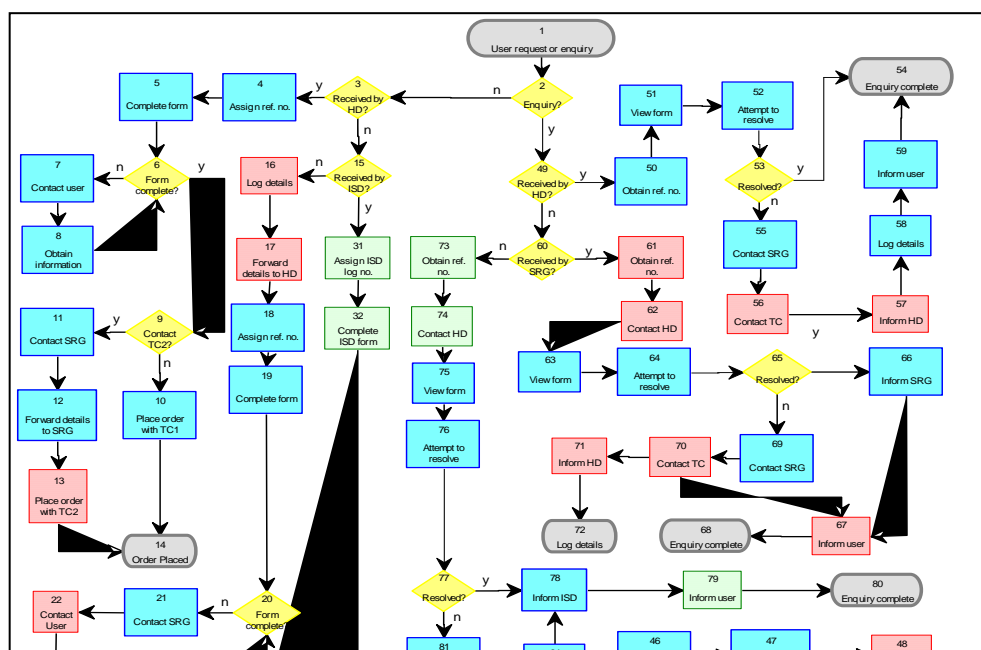 1
User request or enquiry
2
Enquiry?
n
y
3
Received by
HD?
y
n
4
Assign ref. no.
5
Complete form
6
Form
complete?
n
y
7
Contact user
8
Obtain
information
9
Contact
TC2?
y
n
10
Place order
with TC1
11
Contact SRG
12
Forward details
to SRG
13
Place order
with TC2
14
Order Placed
15
Received by
ISD?
n
y
16
Log details
17
Forward
details to HD
18
Assign ref. no.
19
Complete form
20
Form
complete?
n
21
Contact SRG
22
Contact
User
31
Assign ISD
log no.
32
Complete
ISD form
49
Received by
HD?
y
n
50
Obtain ref. no.
51
View form
52
Attempt to
resolve
53
Resolved?
y
n
54
Enquiry complete
55
Contact SRG
56
Contact TC
57
Inform HD
58
Log details
59
Inform user
60
Received by
SRG?
n
y
61
Obtain ref.
no.
62
Contact HD
63
View form
64
Attempt to
resolve
65
Resolved?
y
n
66
Inform SRG
67
Inform user
68
Enquiry complete
69
Contact SRG
70
Contact TC
71
Inform HD
72
Log details
73
Obtain ref.
no.
74
Contact HD
75
View form
76
Attempt to
resolve
77
Resolved?
y
n
78
Inform ISD
79
Inform user
80
Enquiry complete
81
46
47
48